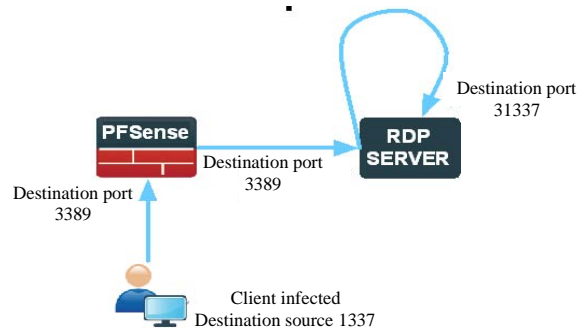 Destination port
31337
PFSense
RDP
SERVER
Destination port
3389
Destination port
3389
Client infected
Destination source 1337